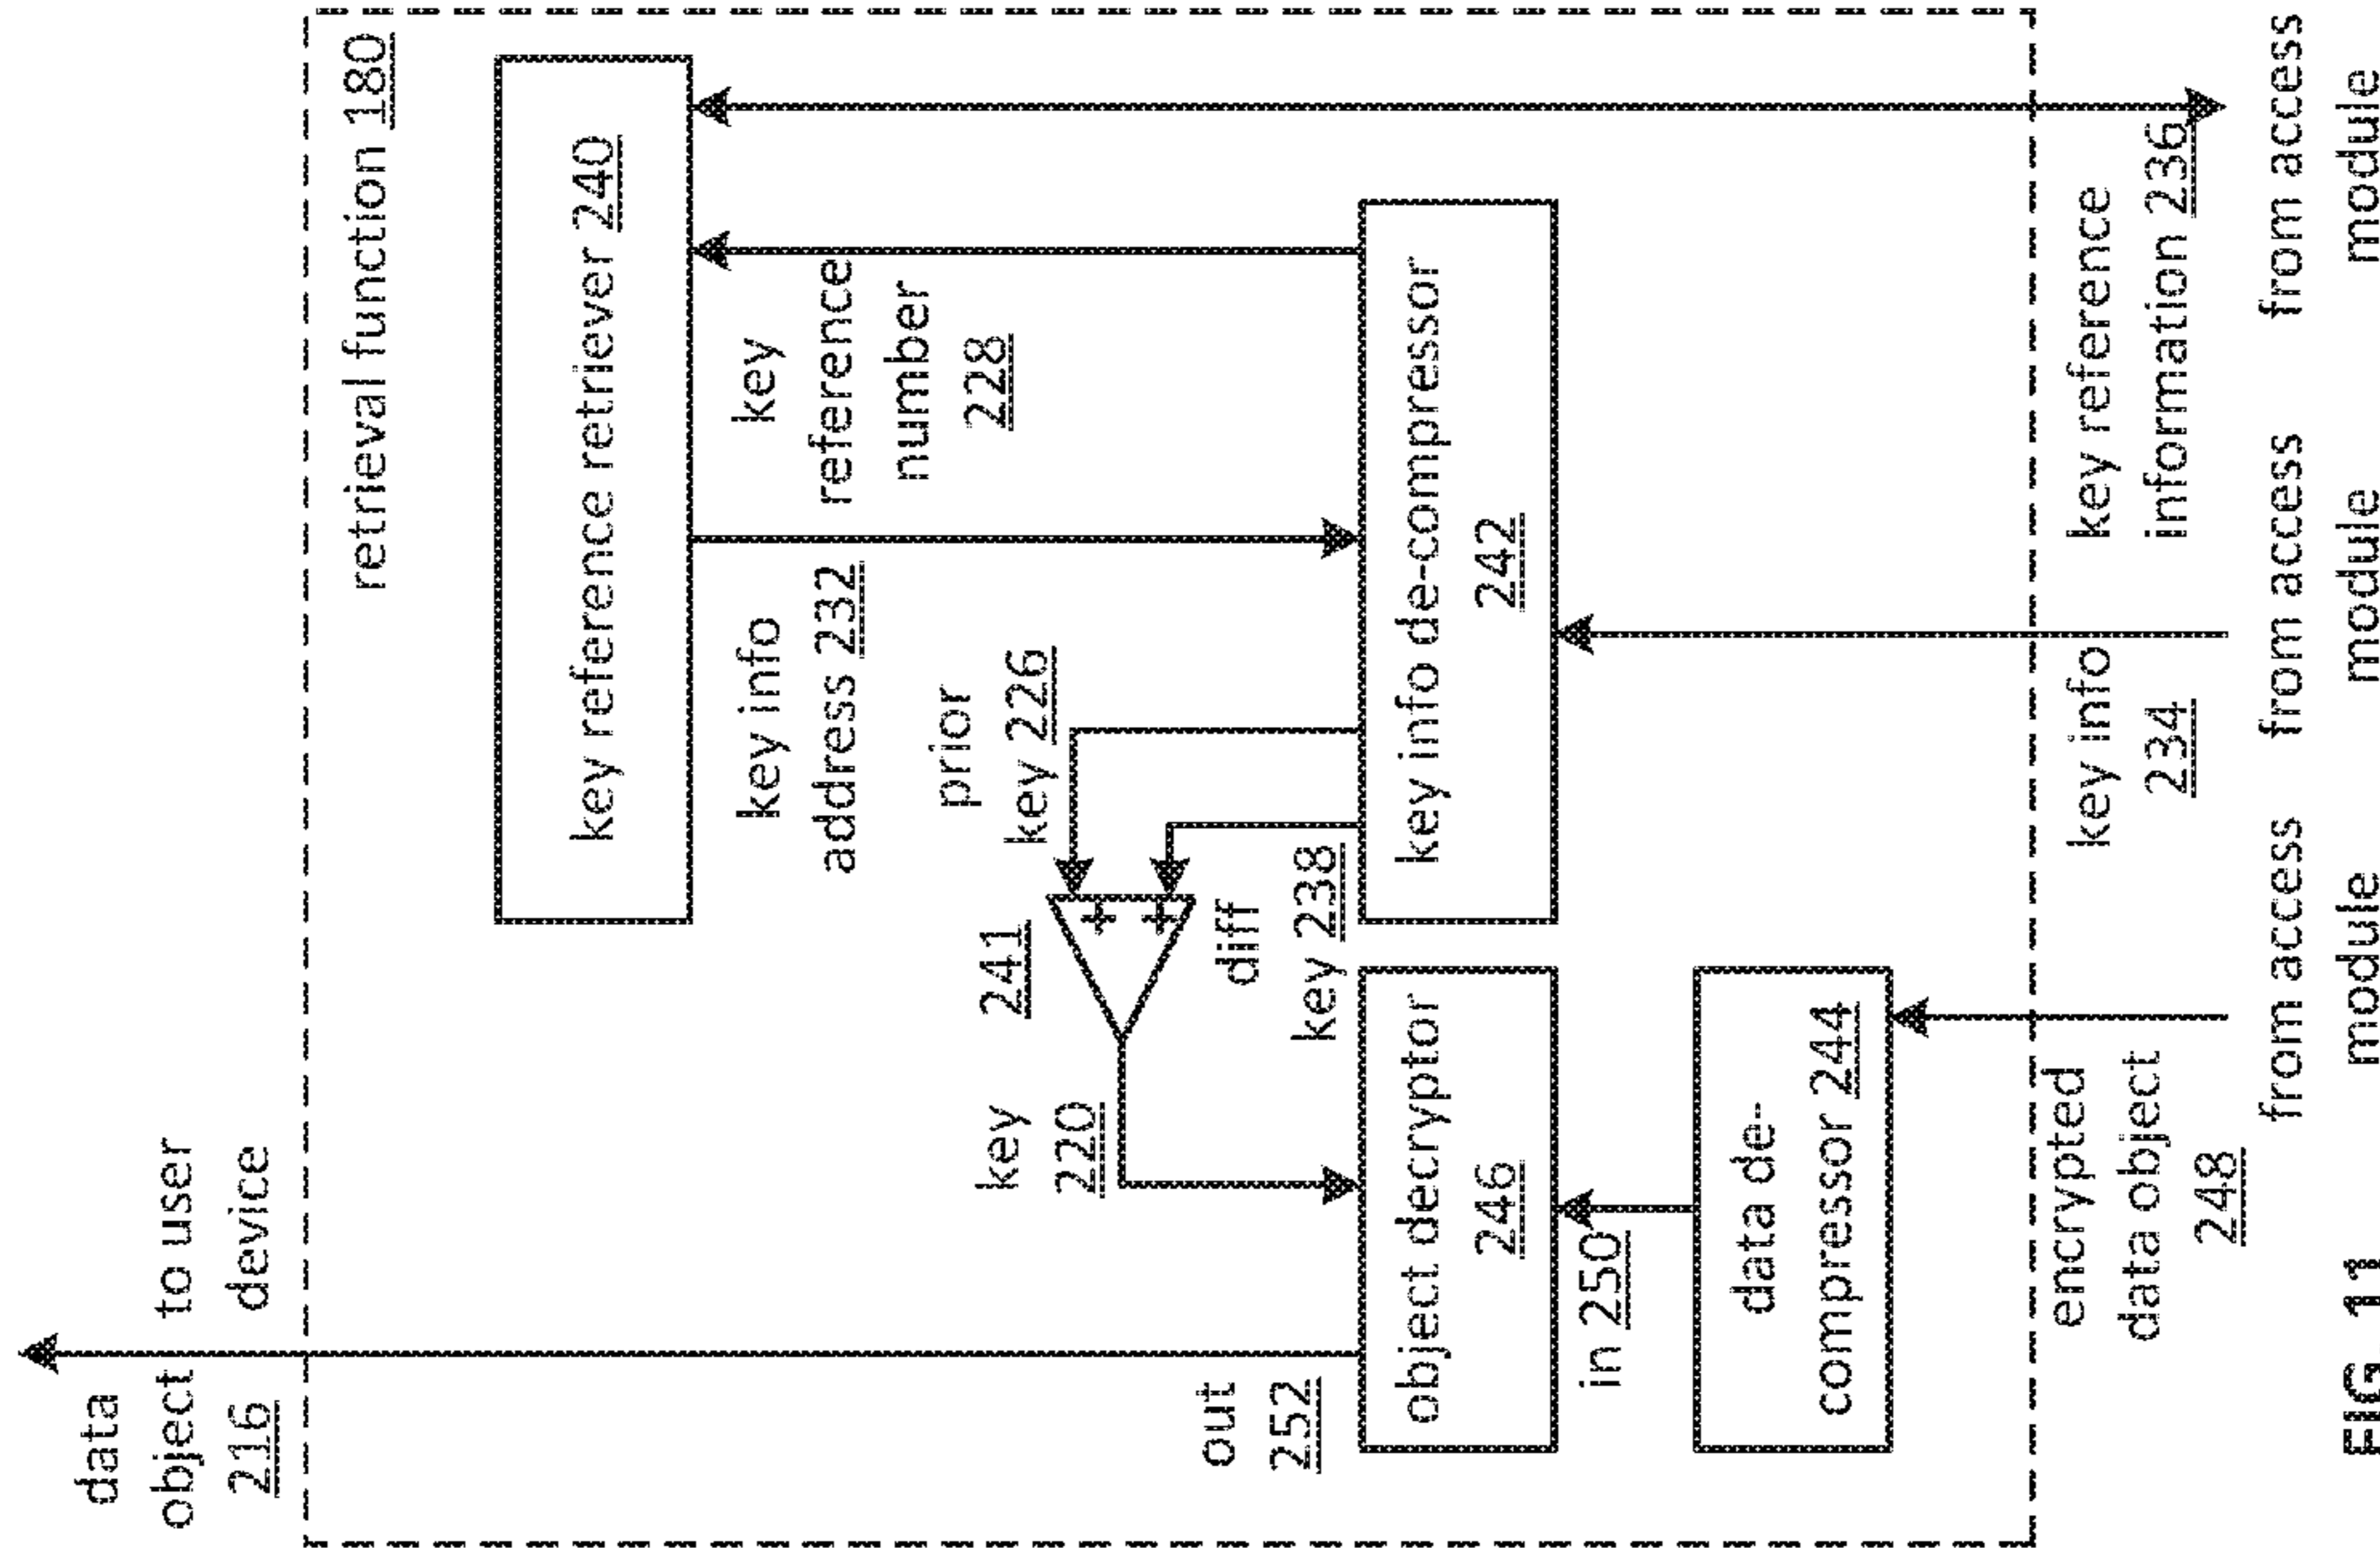 data
object
216
to user
device
retrieval function 180
key reference retriever 240
key info
address 232
key
reference
number
228
prior
key 226
241
key
220
diff
key 238
out
252
object decryptor
246
key info de-compressor
242
in 250
data de-
compressor 244
encrypted
data object
248
key info
234
key reference
information 236
from access
module
from access
module
from access
module
FIG. 11